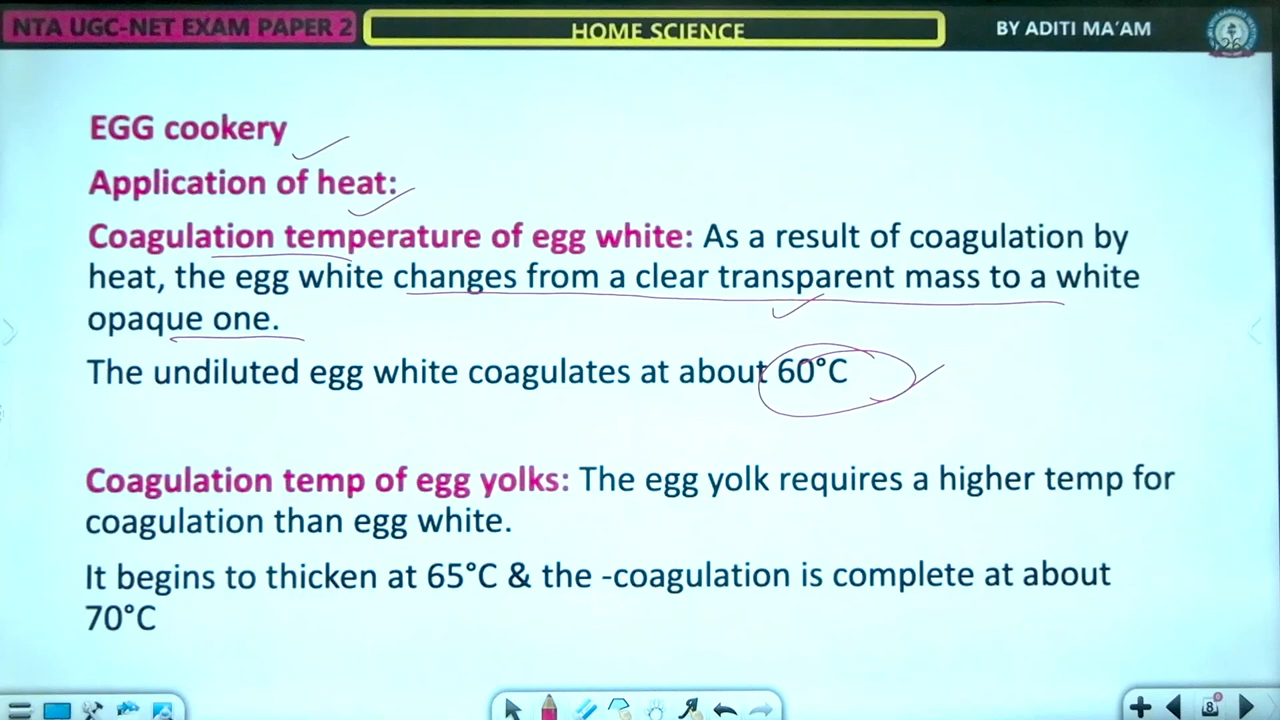 NTA UGC-NET EXAM PAPER 2
HOME SCIENCE
BY ADITI MA'AM
EGG cookery
Application of heat:
Coagulation temperature of egg white: As a result of coagulation by
heat, the egg white changes from a clear transparent mass to a white
opaque one.
The undiluted egg white coagulates at about 60°C
Coagulation temp of egg yolks: The egg yolk requires a higher temp for
coagulation than egg white.
It begins to thicken at 65°C & the -coagulation is complete at about
70°C
8